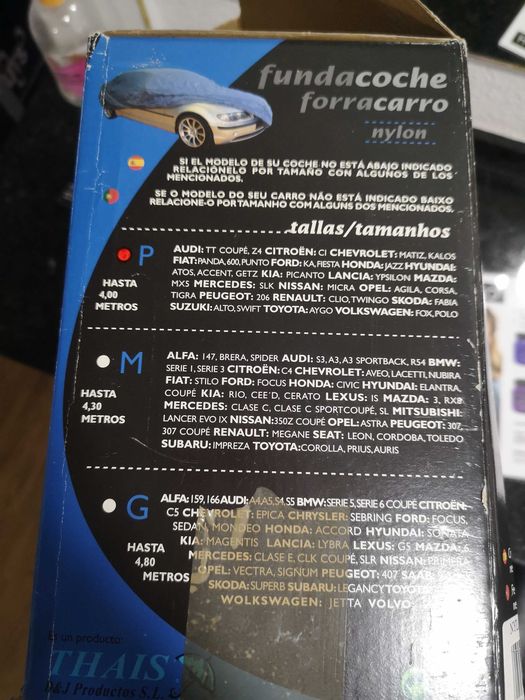 fundacoche
forracarro
nylon
SI EL MODELO DE SU COCHE NO ESTÁ ABAJO INDICADO
RELACIÓNELO POR TAMAÑO CON ALGUNOS DE LOS
MENCIONADOS.
SE O MODELO DO SEU CARRO NÃO ESTÁ INDICADO BAIXO
RELACIONE-O POR TAMANHO COM ALGUNS DOS MENCIONADOS.
tallas/tamanhos
P
HASTA
4,00
METROS
AUDI: TT COUPÉ, Z4 CITROËN: C1 CHEVROLET: MATIZ, KALOS
FIAT: PANDA, 600, PUNTO FORD: KA, FIESTA HONDA: JAZZ HYUNDAI:
ATOS, ACCENT, GETZ KIA: PICANTO LANCIA: YPSILON MAZDA:
MX5 MERCEDES: SLK NISSAN: MICRA OPEL: AGILA, CORSA,
TIGRA PEUGEOT: 206 RENAULT: CLIO, TWINGO SKODA: FABIA
SUZUKI: ALTO, SWIFT TOYOTA: AYGO VOLKSWAGEN: FOX, POLO
M
HASTA
4,30
METROS
ALFA: 147, BRERA, SPIDER AUDI: S3, A3, A3 SPORTBACK, RS4 BMW:
SERIE 1, SERIE 3 CITROËN: C4 CHEVROLET: AVEO, LACETTI, NUBIRA
FIAT: STILO FORD: FOCUS HONDA: CIVIC HYUNDAI: ELANTRA,
COUPÉ KIA: RIO, CEE'D, CERATO LEXUS: IS MAZDA: 3, RX8
MERCEDES: CLASE C, CLASE C SPORTCOUPÉ, SL MITSUBISHI:
LANCER EVO IX NISSAN: 350Z COUPÉ OPEL: ASTRA PEUGEOT: 307,
307 COUPÉ RENAULT: MEGANE SEAT: LEON, CORDOBA, TOLEDO
SUBARU: IMPREZA TOYOTA: COROLLA, PRIUS, AURIS
G
HASTA
4,80
METROS
ALFA: 159, 166 AUDI: A4, A5, S4, S5 BMW: SERIE 5, SERIE 6 COUPÉ CITROËN:
C5 CHEVROLET: EPICA CHRYSLER: SEBRING FORD: FOCUS,
SEDAN, MONDEO HONDA: ACCORD HYUNDAI: SONATA
KIA: MAGENTIS LANCIA: LYBRA LEXUS: GS MAZDA: 6
MERCEDES: CLASE E, CLK COUPÉ, SLR NISSAN: PRIMERA
OPEL: VECTRA, SIGNUM PEUGEOT: 407 SAAB:
SKODA: SUPERB SUBARU: LEGANCY TOYOTA:
WOLKSWAGEN: JETTA VOLVO:
Es un producto:
THAIS
D&J Productos S.L. &